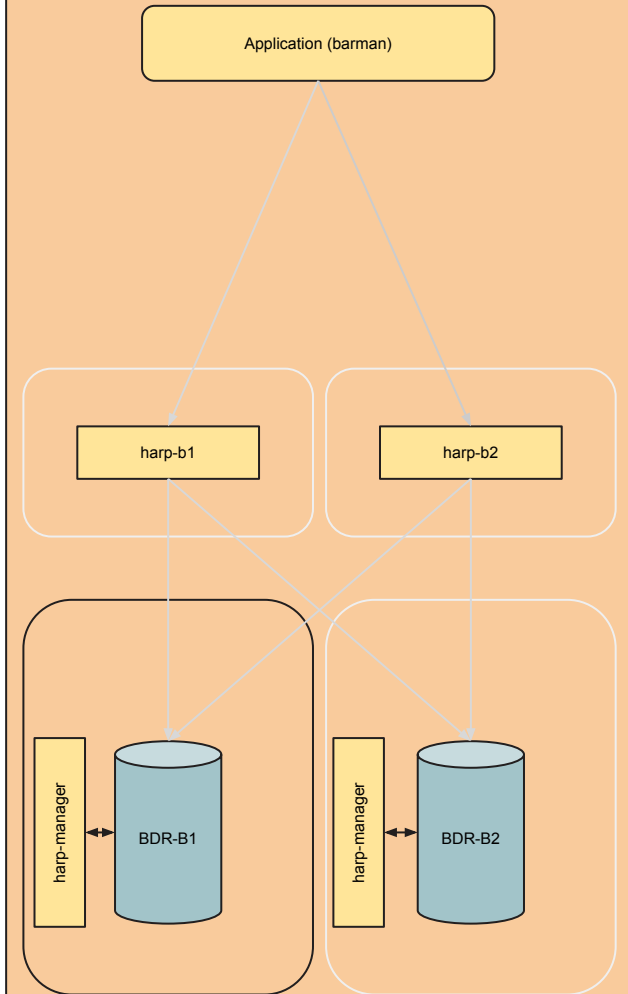 Application (barman)
harp-b1
harp-b2
harp-manager
BDR-B1
harp-manager
BDR-B2